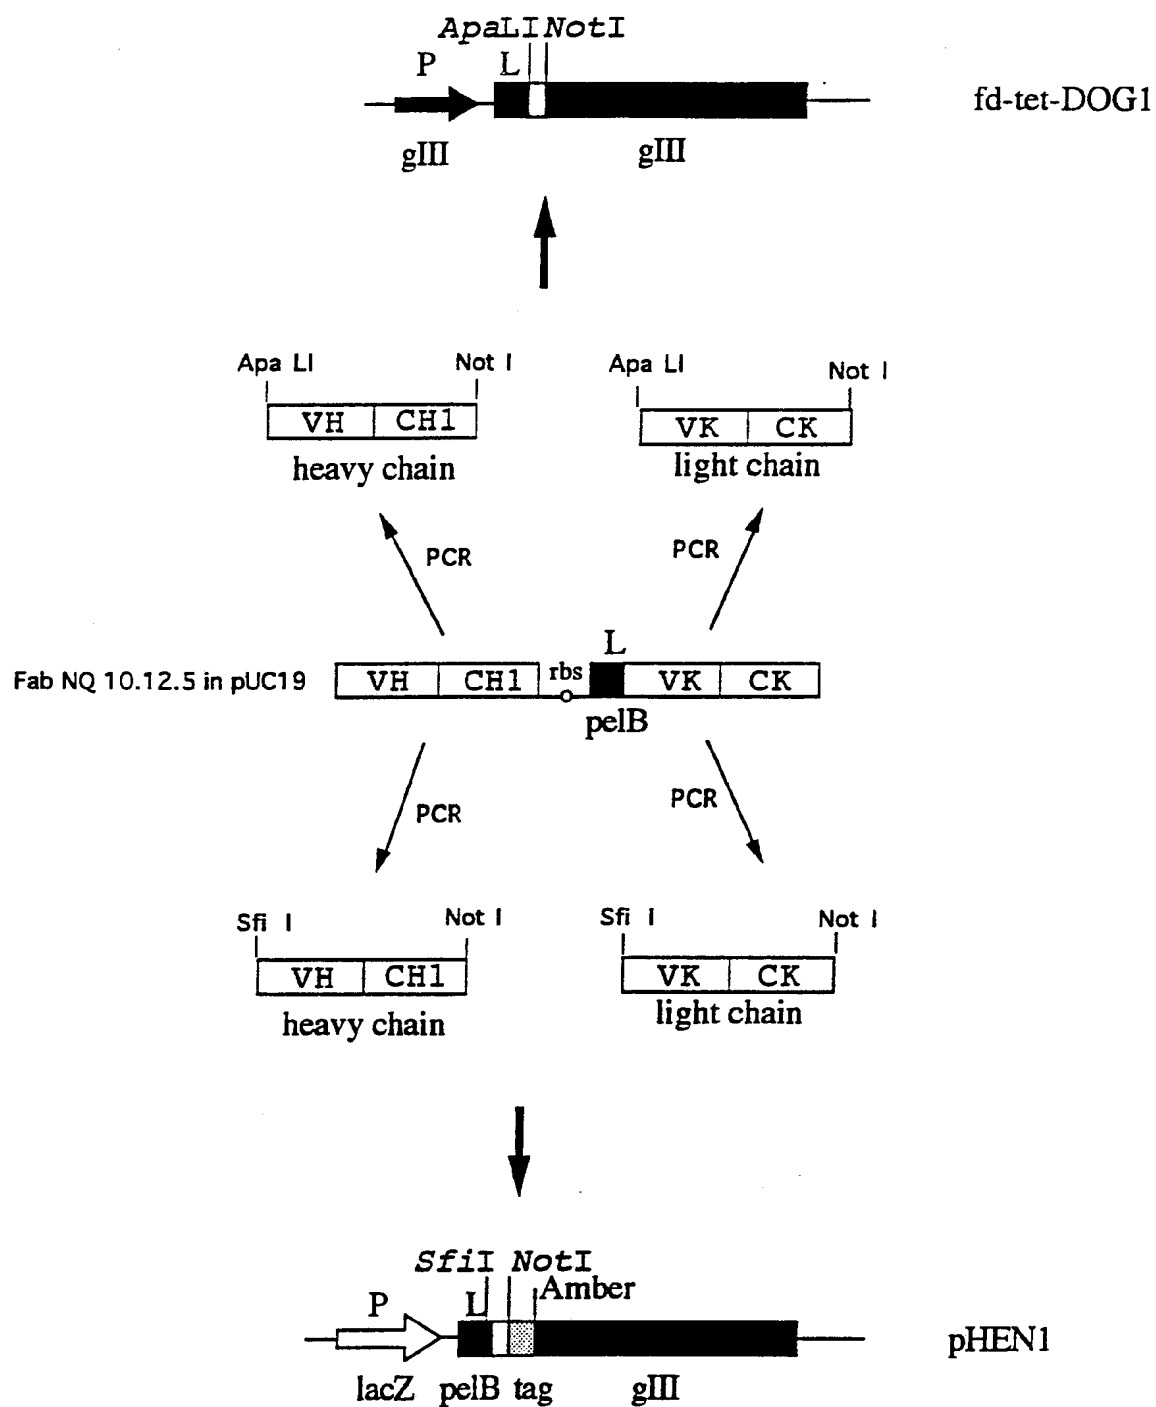 ApaLI NotI
P L
fd-tet-DOG1
gIII gIII
Apa LI Not I Apa LI Not I
VH CH1 VK CK
heavy chain light chain
PCR PCR
L
Fab NQ 10.12.5 in pUC19 VH CH1 rbs VK CK
pelB
PCR PCR
Sfi I Not I Sfi I Not I
VH CH1 VK CK
heavy chain light chain
SfiI NotI
P L Amber
pHEN1
lacZ pelB tag gIII